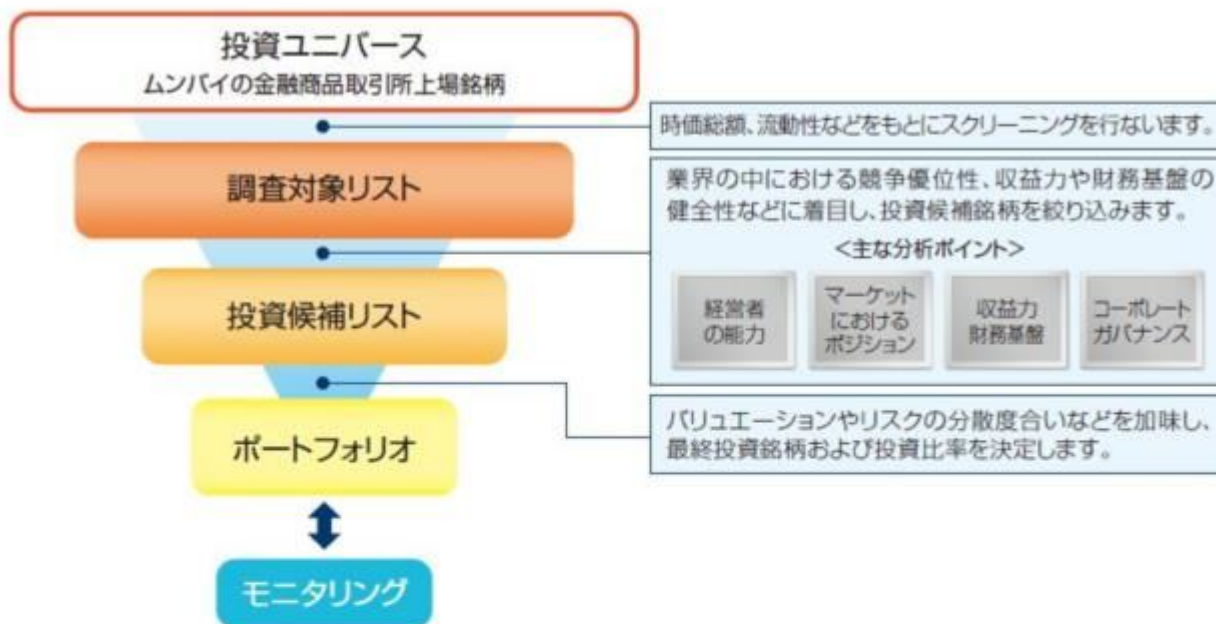 投資ユニバース
ムンバイの金融商品取引所上場銘柄
時価総額、流動性などをもとにスクリーニングを行ないます。
調査対象リスト
業界の中における競争優位性、収益力や財務基盤の
健全性などに着目し、投資候補銘柄を絞り込みます。
<主な分析ポイント>
経営者
の能力
マーケット
における
ポジション
収益力
財務基盤
コーポレート
ガバナンス
投資候補リスト
バリュエーションやリスクの分散度合いなどを加味し、
最終投資銘柄および投資比率を決定します。
ポートフォリオ
モニタリング